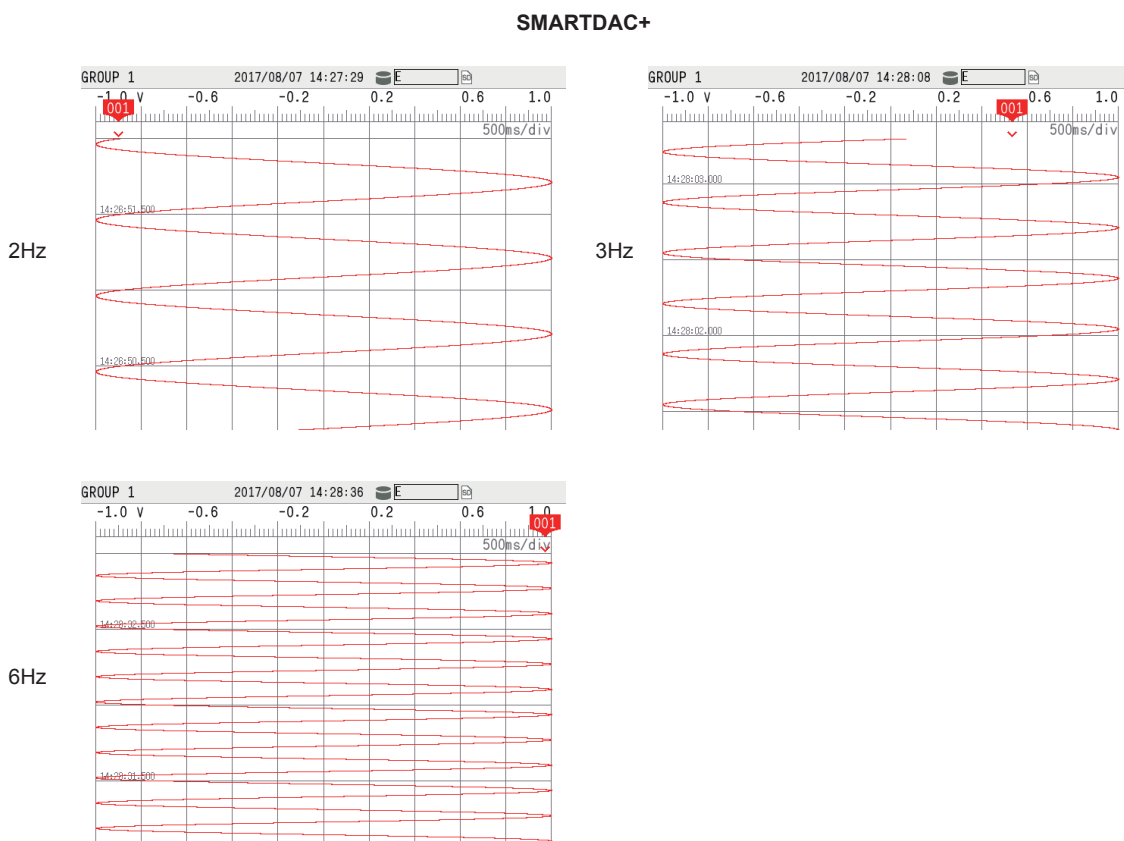 SMARTDAC+
GROUP 1 2017/08/07 14:27:29 E SD
-1.0 V -0.6 -0.2 0.2 0.6 1.0
001
500ms/div
14:26:51.500
14:26:50.500
2Hz
GROUP 1 2017/08/07 14:28:08 E SD
-1.0 V -0.6 -0.2 0.2 0.6 1.0
001
500ms/div
14:28:03.000
14:28:02.000
3Hz
GROUP 1 2017/08/07 14:28:36 E SD
-1.0 V -0.6 -0.2 0.2 0.6 1.0
001
500ms/div
6Hz